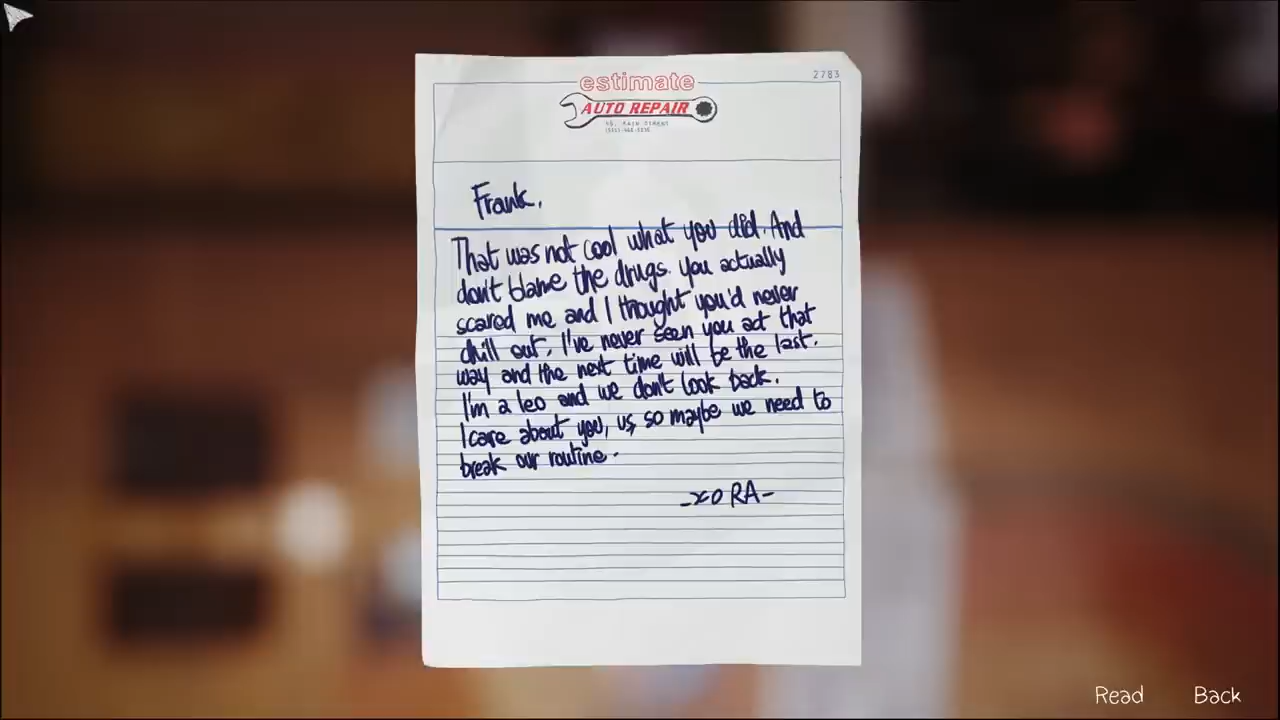 estimate
2783
AUTO REPAIR
Frank,
That was not cool what you did. And
don't blame the drugs. You actually
scared me and I thought you'd never
chill out. I've never seen you act that
way and the next time will be the last.
I'm a leo and we don't look back.
I care about you, us, so maybe we need to
break our routine.
-xo RA-
Read
Back